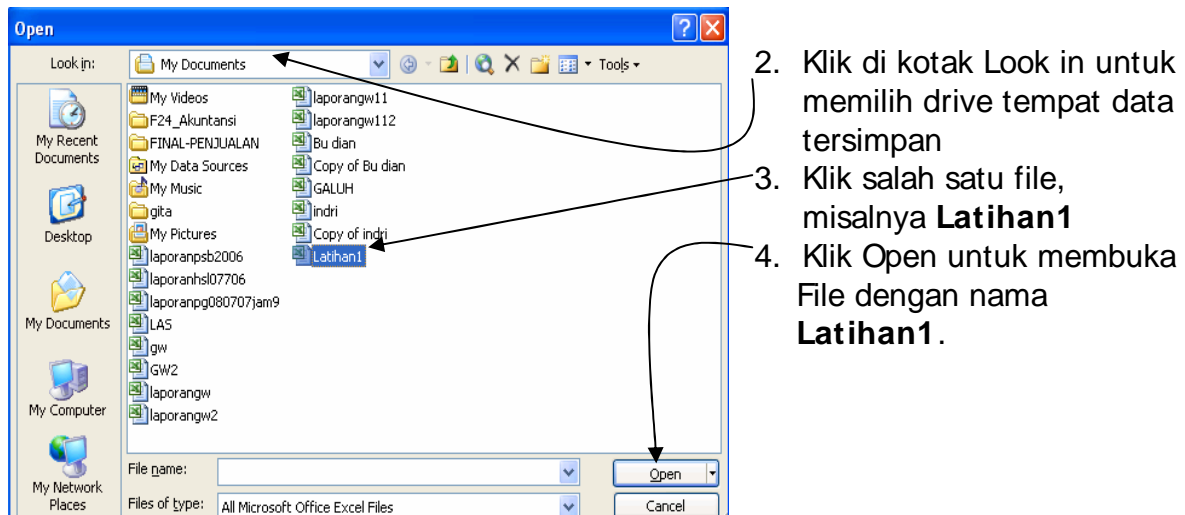 Open
Look in:
My Documents
Tools
My Recent
Documents
Desktop
My Documents
My Computer
My Network
Places
My Videos
F24_Akuntansi
FINAL-PENJUALAN
My Data Sources
My Music
gita
My Pictures
laporanpsb2006
laporanhsl07706
laporanpg080707jam9
LAS
gw
GW2
laporangw
laporangw2
laporangw11
laporangw112
Bu dian
Copy of Bu dian
GALUH
indri
Copy of indri
Latihan1
File name:
Open
Files of type:
All Microsoft Office Excel Files
Cancel
2. Klik di kotak Look in untuk
memilih drive tempat data
tersimpan
3. Klik salah satu file,
misalnya Latihan1
4. Klik Open untuk membuka
File dengan nama
Latihan1.